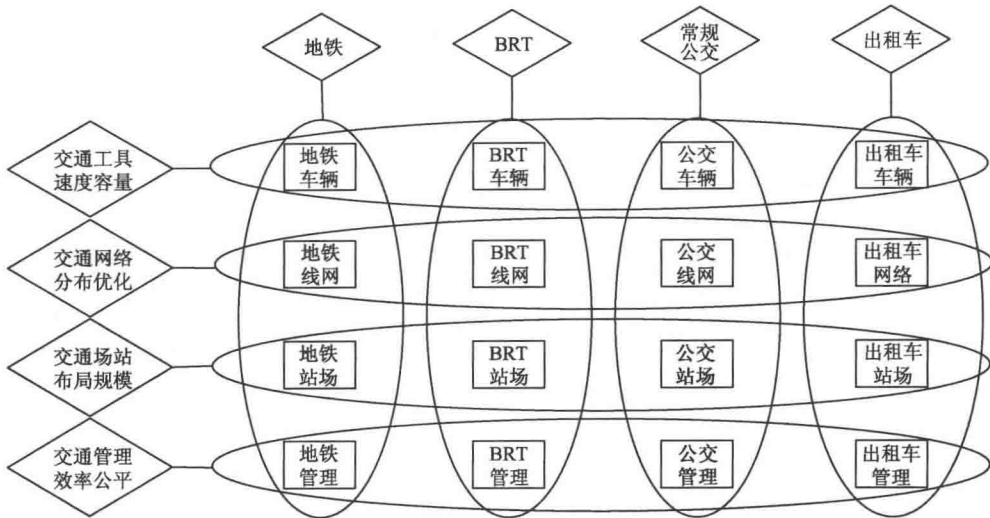 地铁
BRT
常规
公交
出租车
交通工具
速度容量
地铁
车辆
BRT
车辆
公交
车辆
出租车
车辆
交通网络
分布优化
地铁
线网
BRT
线网
公交
线网
出租车
网络
交通场站
布局规模
地铁
站场
BRT
站场
公交
站场
出租车
站场
交通管理
效率公平
地铁
管理
BRT
管理
公交
管理
出租车
管理